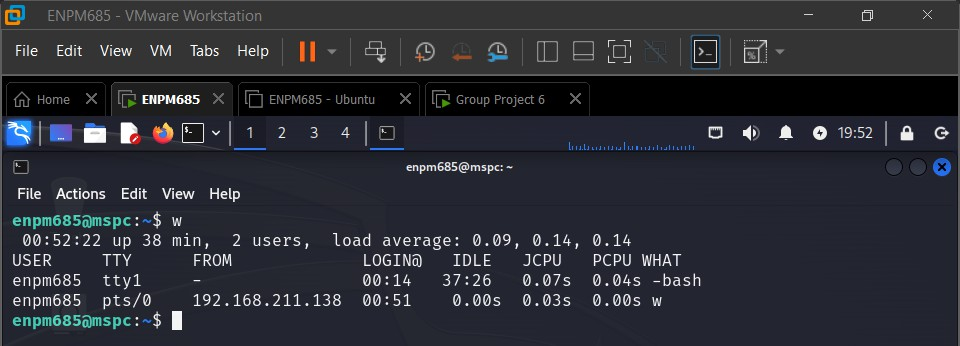 ENPM685 - VMware Workstation
File Edit View VM Tabs Help
Home ENPM685 ENPM685 - Ubuntu Group Project 6
1 2 3 4 19:52
enpm685@mspc: ~
File Actions Edit View Help
enpm685@mspc:~$ w
 00:52:22 up 38 min,  2 users,  load average: 0.09, 0.14, 0.14
USER     TTY      FROM             LOGIN@   IDLE   JCPU   PCPU WHAT
enpm685  tty1     -                00:14   37:26   0.07s  0.04s -bash
enpm685  pts/0    192.168.211.138  00:51    0.00s  0.03s  0.00s w
enpm685@mspc:~$